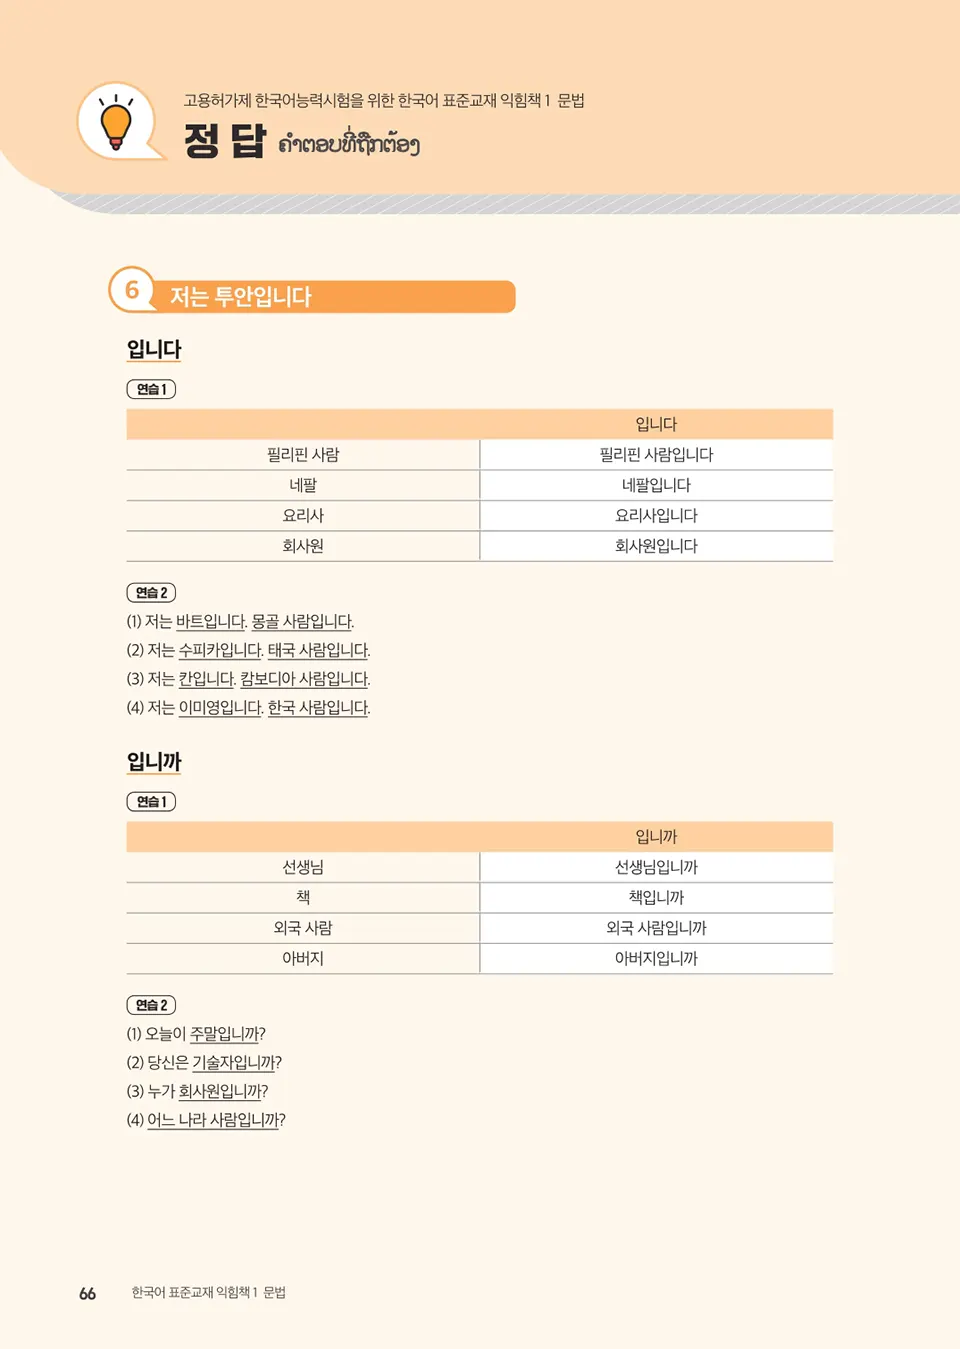 고용허가제 한국어능력시험을 위한 한국어 표준교재 익힘책 1 문법
정 답 ຄຳຕອບທີ່ຖືກຕ້ອງ
6 저는 투안입니다
입니다
연습 1
입니다
필리핀 사람 필리핀 사람입니다
네팔 네팔입니다
요리사 요리사입니다
회사원 회사원입니다
연습 2
(1) 저는 바트입니다. 몽골 사람입니다.
(2) 저는 수피카입니다. 태국 사람입니다.
(3) 저는 칸입니다. 캄보디아 사람입니다.
(4) 저는 이미영입니다. 한국 사람입니다.
입니까
연습 1
입니까
선생님 선생님입니까
책 책입니까
외국 사람 외국 사람입니까
아버지 아버지입니까
연습 2
(1) 오늘이 주말입니까?
(2) 당신은 기술자입니까?
(3) 누가 회사원입니까?
(4) 어느 나라 사람입니까?
66 한국어 표준교재 익힘책 1 문법